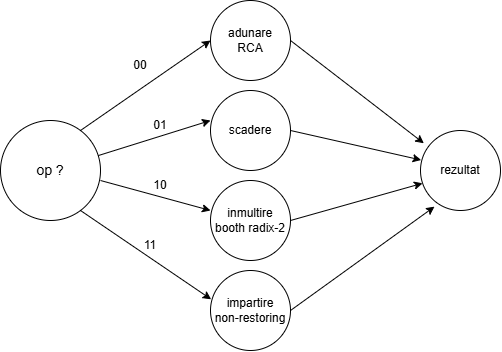 adunare
RCA
00
01
scadere
op ?
rezultat
10
inmultire
booth radix-2
11
impartire
non-restoring